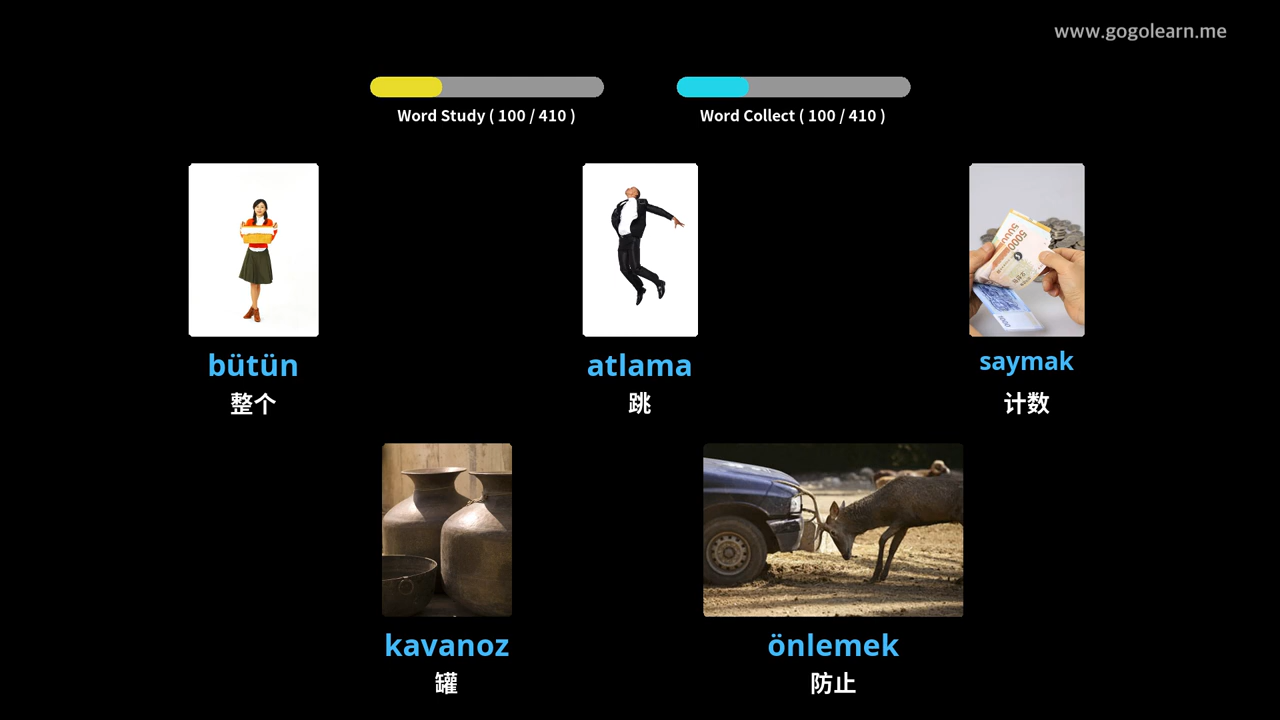 www.gogolearn.me
Word Study ( 100 / 410 )
Word Collect ( 100 / 410 )
bütün
整个
atlama
跳
saymak
计数
kavanoz
罐
önlemek
防止